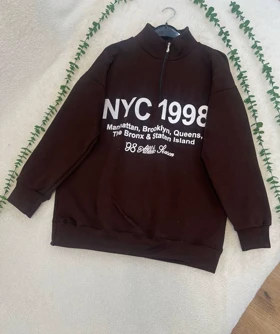 NYC 1998
Manhattan, Brooklyn, Queens,
The Bronx & Staten Island